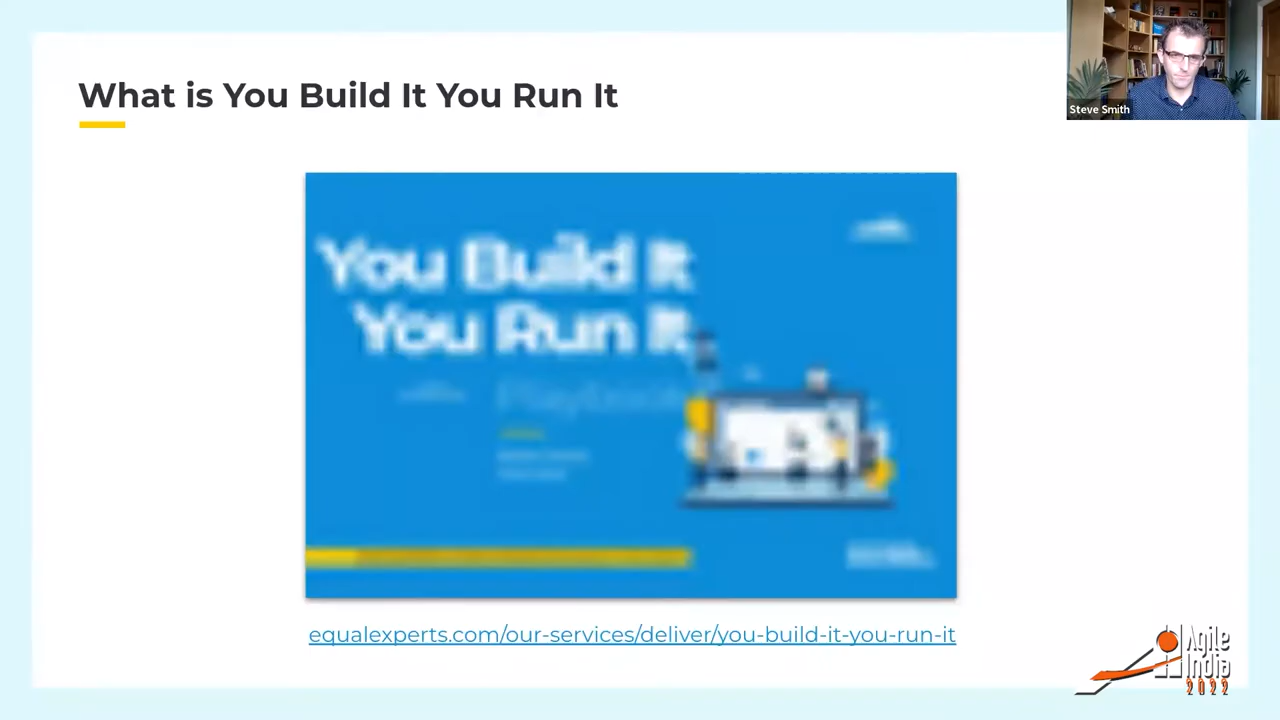 What is You Build It You Run It
Steve Smith
You Build It
You Run It
Playbook
equalexperts.com/our-services/deliver/you-build-it-you-run-it
Agile
India
2022